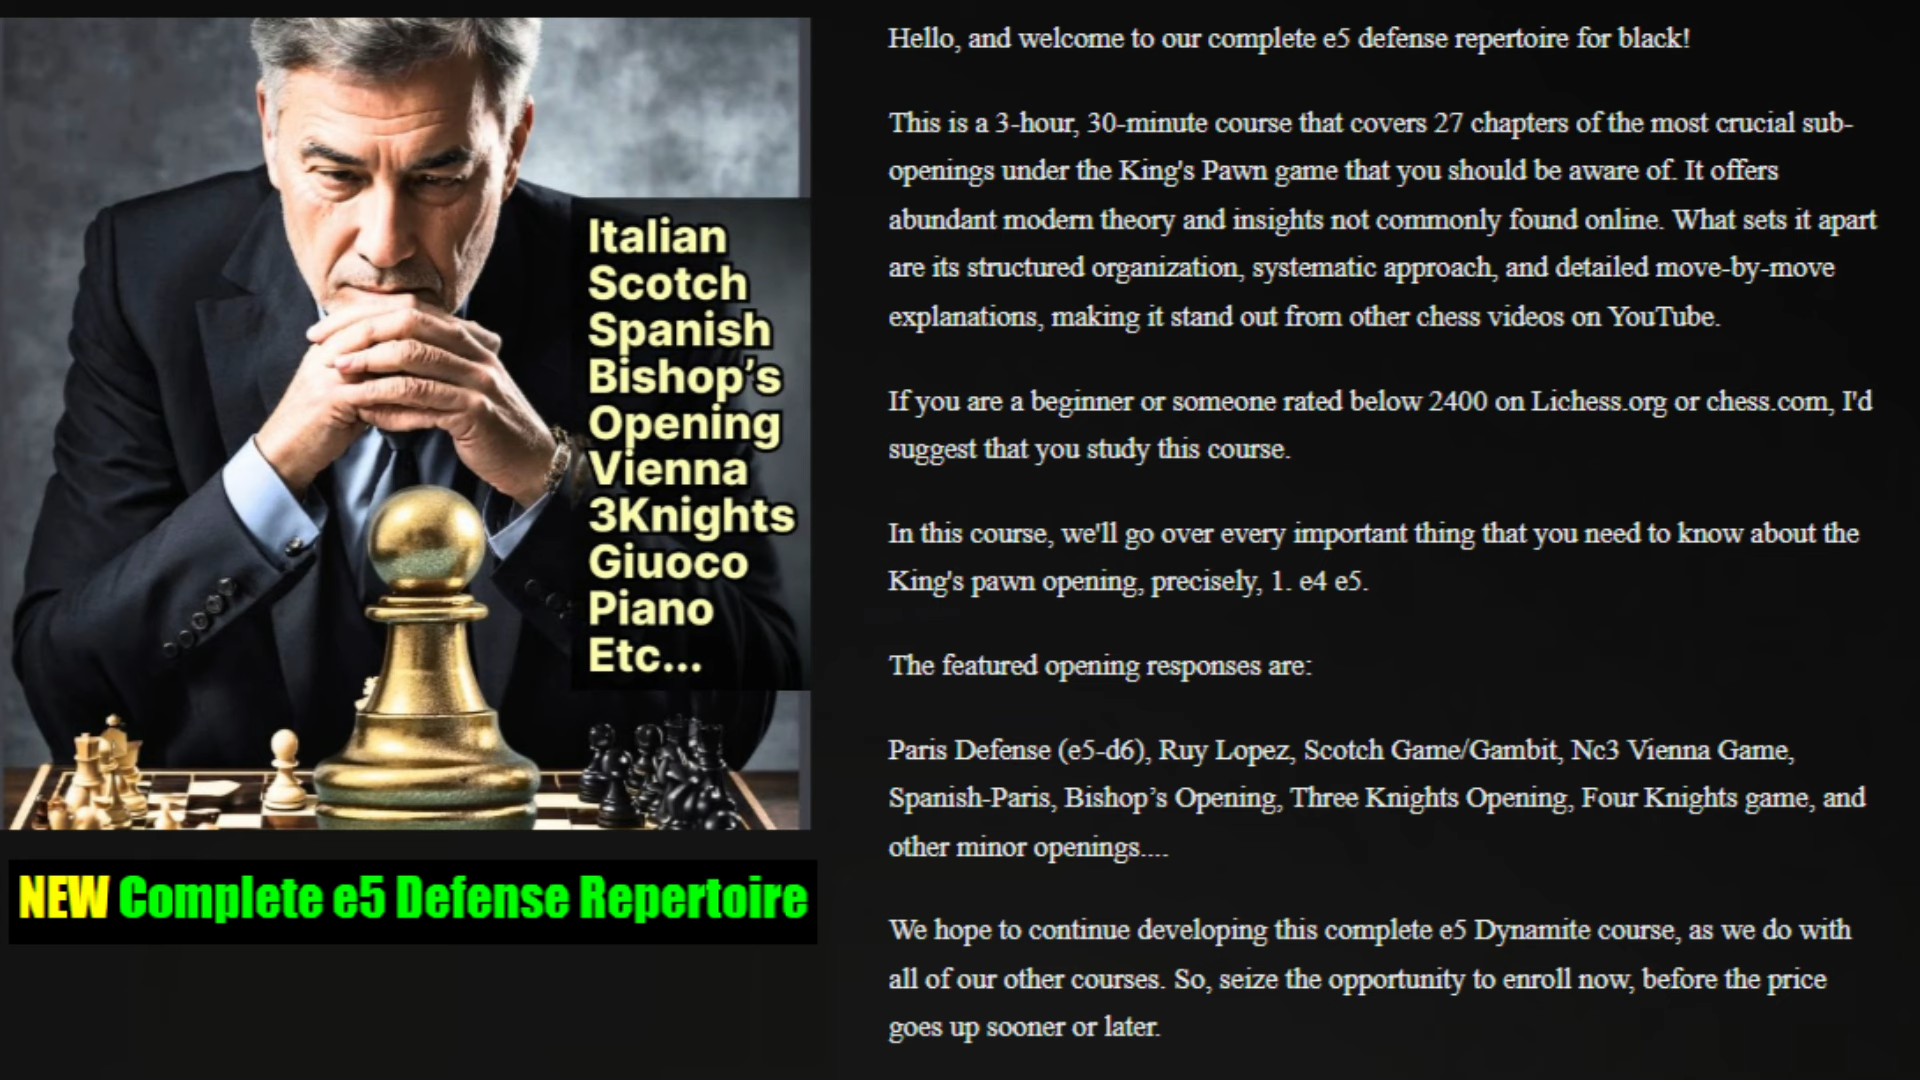 Italian
Scotch
Spanish
Bishop’s
Opening
Vienna
3Knights
Giuoco
Piano
Etc...
NEW Complete e5 Defense Repertoire
Hello, and welcome to our complete e5 defense repertoire for black!
This is a 3-hour, 30-minute course that covers 27 chapters of the most crucial sub-
openings under the King's Pawn game that you should be aware of. It offers
abundant modern theory and insights not commonly found online. What sets it apart
are its structured organization, systematic approach, and detailed move-by-move
explanations, making it stand out from other chess videos on YouTube.
If you are a beginner or someone rated below 2400 on Lichess.org or chess.com, I'd
suggest that you study this course.
In this course, we'll go over every important thing that you need to know about the
King's pawn opening, precisely, 1. e4 e5.
The featured opening responses are:
Paris Defense (e5-d6), Ruy Lopez, Scotch Game/Gambit, Nc3 Vienna Game,
Spanish-Paris, Bishop’s Opening, Three Knights Opening, Four Knights game, and
other minor openings....
We hope to continue developing this complete e5 Dynamite course, as we do with
all of our other courses. So, seize the opportunity to enroll now, before the price
goes up sooner or later.